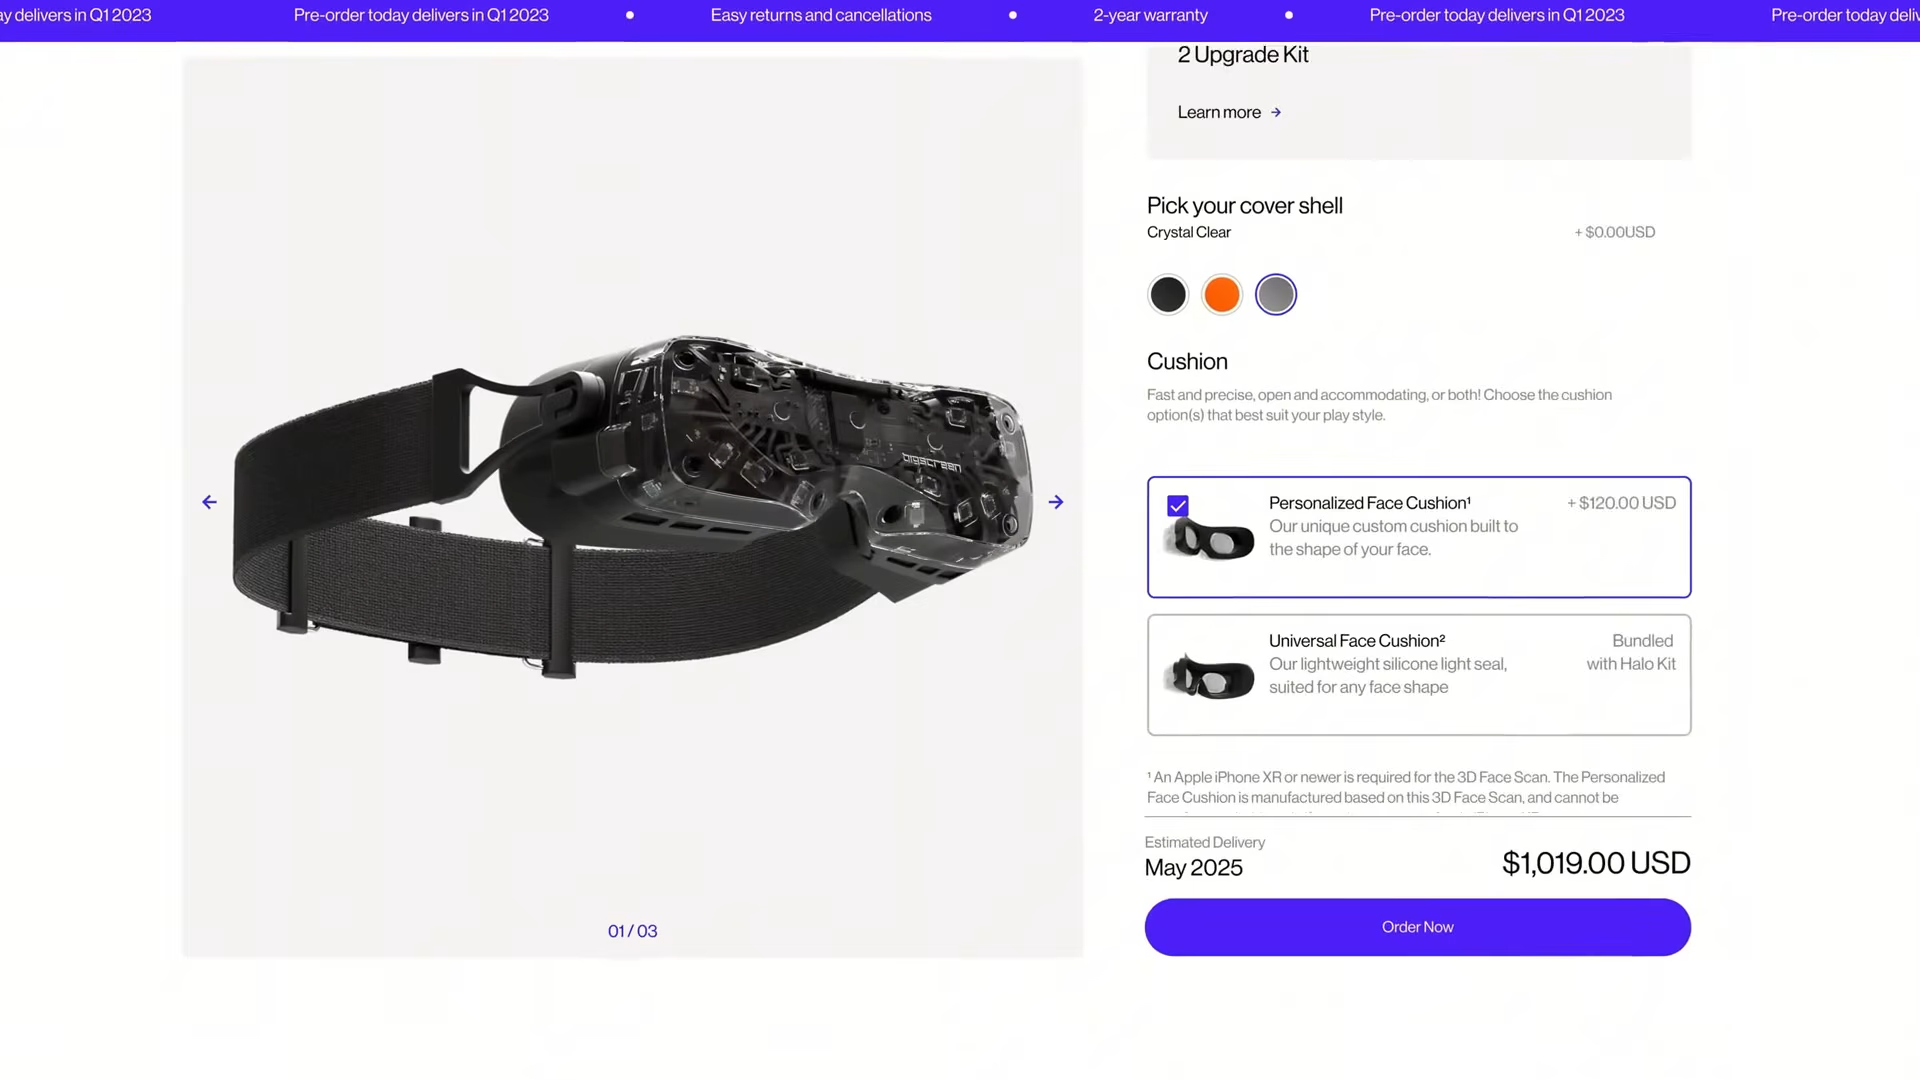 ay delivers in Q1 2023
Pre-order today delivers in Q1 2023
Easy returns and cancellations
2-year warranty
Pre-order today delivers in Q1 2023
Pre-order today deliv
2 Upgrade Kit
Learn more →
Pick your cover shell
Crystal Clear
+ $0.00USD
Cushion
Fast and precise, open and accommodating, or both! Choose the cushion
option(s) that best suit your play style.
bigscreen
Personalized Face Cushion¹
+ $120.00 USD
Our unique custom cushion built to
the shape of your face.
Universal Face Cushion²
Bundled
with Halo Kit
Our lightweight silicone light seal,
suited for any face shape
¹ An Apple iPhone XR or newer is required for the 3D Face Scan. The Personalized
Face Cushion is manufactured based on this 3D Face Scan, and cannot be
Estimated Delivery
May 2025
$1,019.00 USD
01 / 03
Order Now